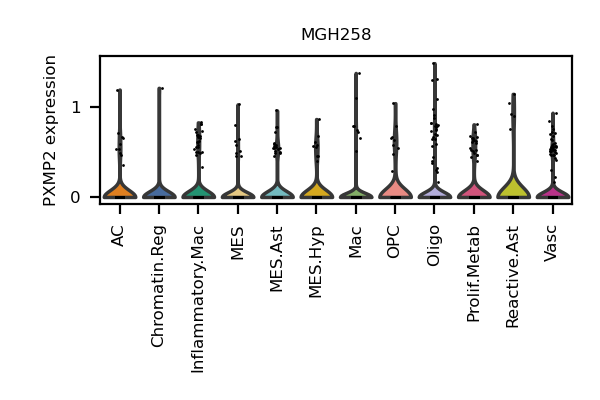 MGH258
PXMP2 expression
1
0
AC
Chromatin.Reg
Inflammatory.Mac
MES
MES.Ast
MES.Hyp
Mac
OPC
Oligo
Prolif.Metab
Reactive.Ast
Vasc